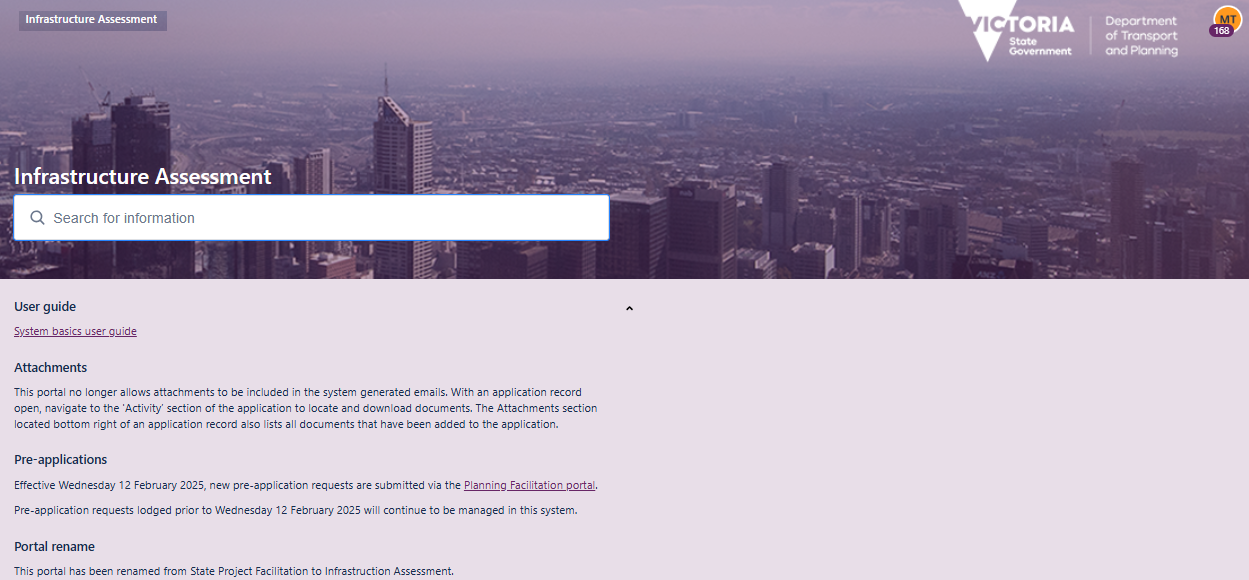 Infrastructure Assessment
VICTORIA
State
Government
Department
of Transport
and Planning
MT
168
Infrastructure Assessment
Search for information
User guide
System basics user guide
Attachments
This portal no longer allows attachments to be included in the system generated emails. With an application record
open, navigate to the 'Activity' section of the application to locate and download documents. The Attachments section
located bottom right of an application record also lists all documents that have been added to the application.
Pre-applications
Effective Wednesday 12 February 2025, new pre-application requests are submitted via the Planning Facilitation portal.
Pre-application requests lodged prior to Wednesday 12 February 2025 will continue to be managed in this system.
Portal rename
This portal has been renamed from State Project Facilitation to Infrastruction Assessment.